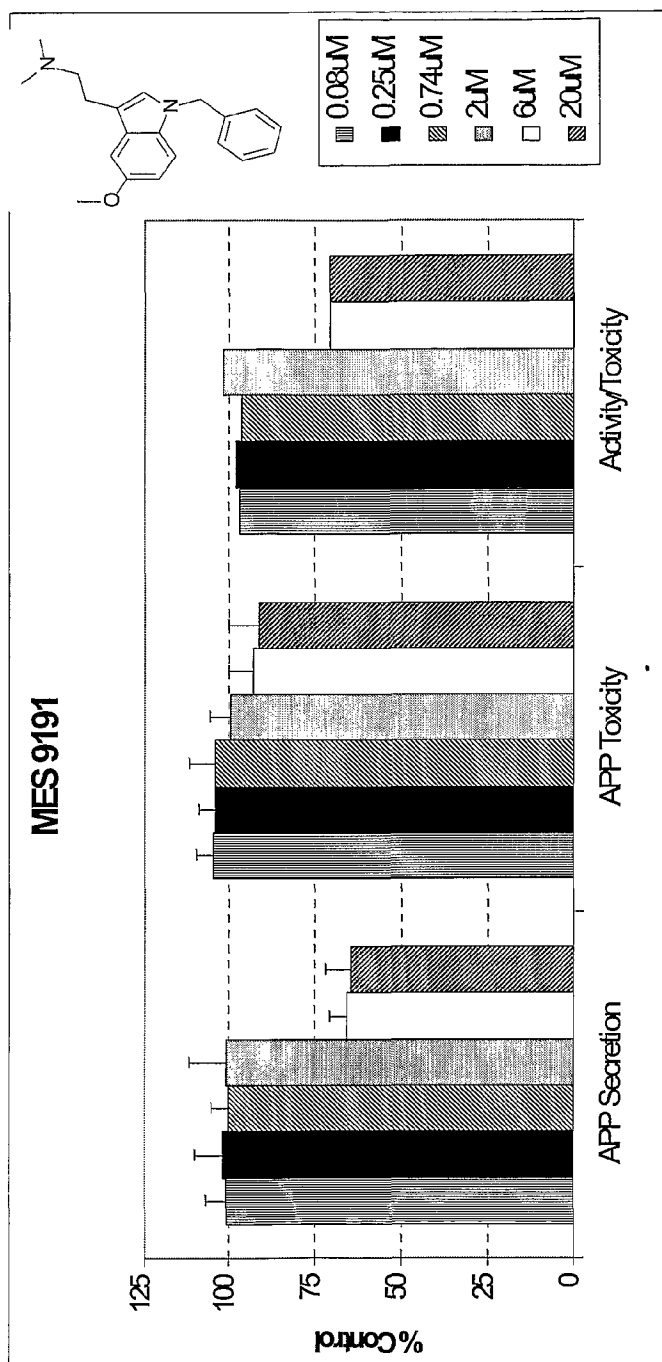 MES 9191
N
N
O
0.08uM
0.25uM
0.74uM
2uM
6uM
20uM
% Control
125
100
75
50
25
0
APP Secretion
APP Toxicity
Activity/Toxicity